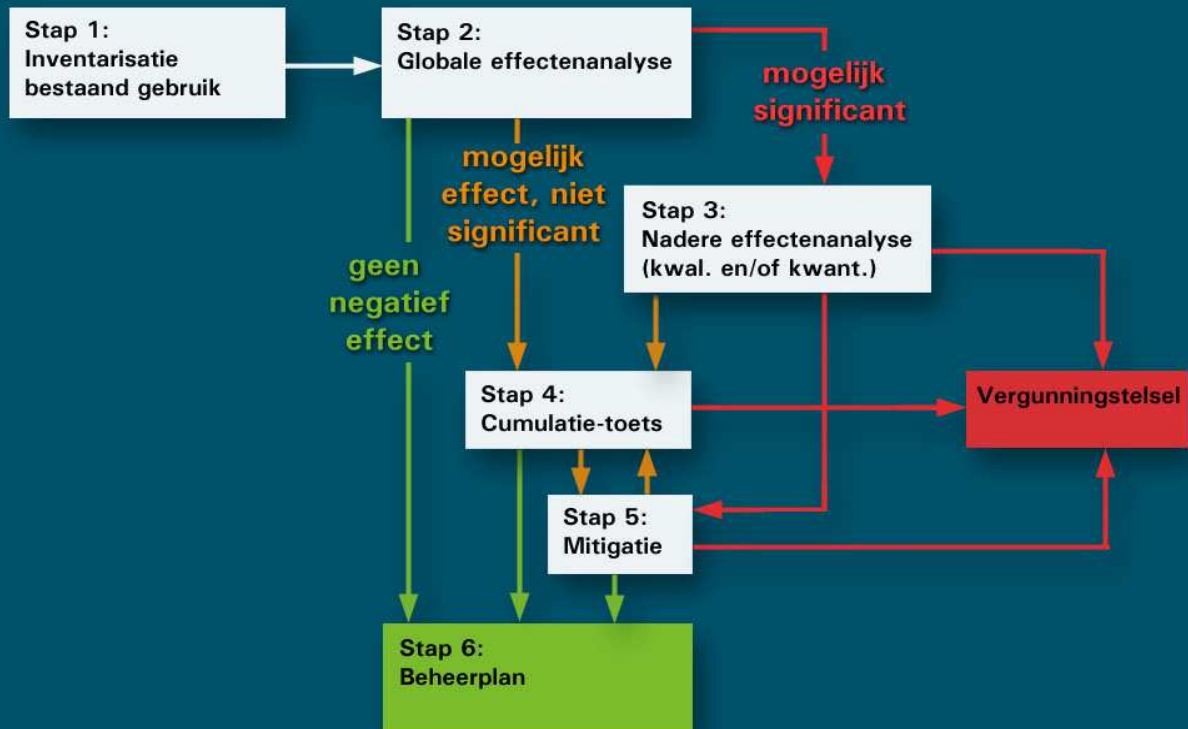 Stap 1:
Inventarisatie
bestaand gebruik
Stap 2:
Globale effectenanalyse
mogelijk
significant
mogelijk
effect, niet
significant
Stap 3:
Nadere effectenanalyse
(kwal. en/of kwant.)
geen
negatief
effect
Stap 4:
Cumulatie-toets
Vergunningstelsel
Stap 5:
Mitigatie
Stap 6:
Beheerplan